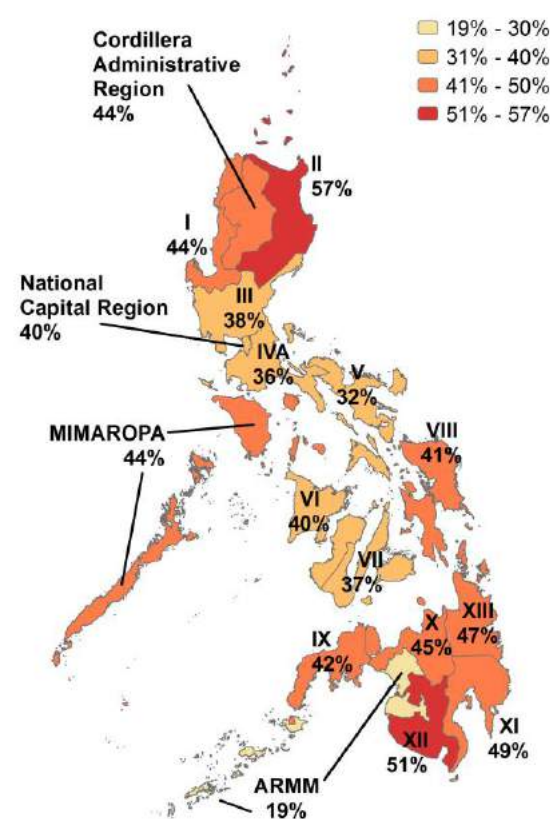 19% - 30%
31% - 40%
41% - 50%
51% - 57%
Cordillera
Administrative
Region
44%
II
57%
I
44%
National
Capital Region
40%
III
38%
IVA
36%
V
32%
MIMAROPA
44%
VIII
41%
VI
40%
VII
37%
IX
42%
X
45%
XIII
47%
XI
49%
XII
51%
ARMM
19%